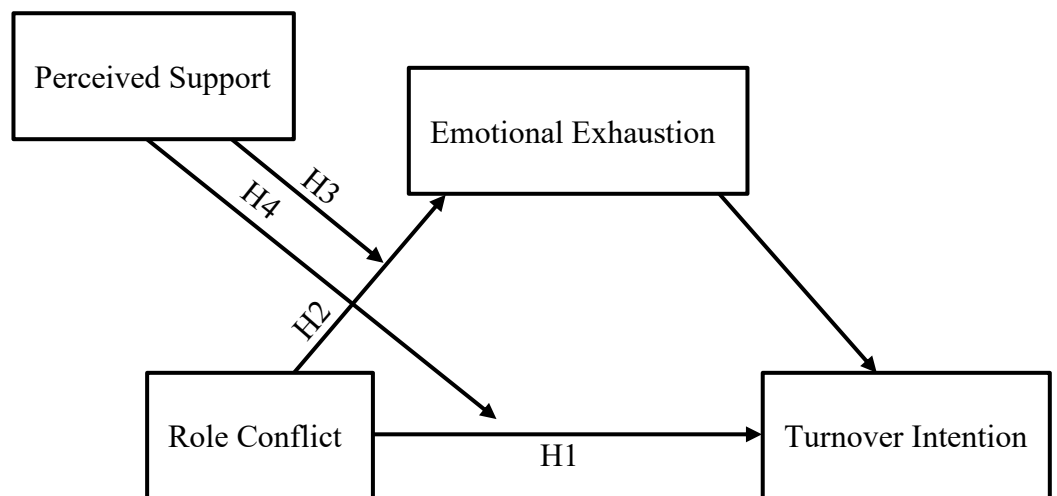 Perceived Support
Emotional Exhaustion
H3
H4
H2
Role Conflict
H1
Turnover Intention